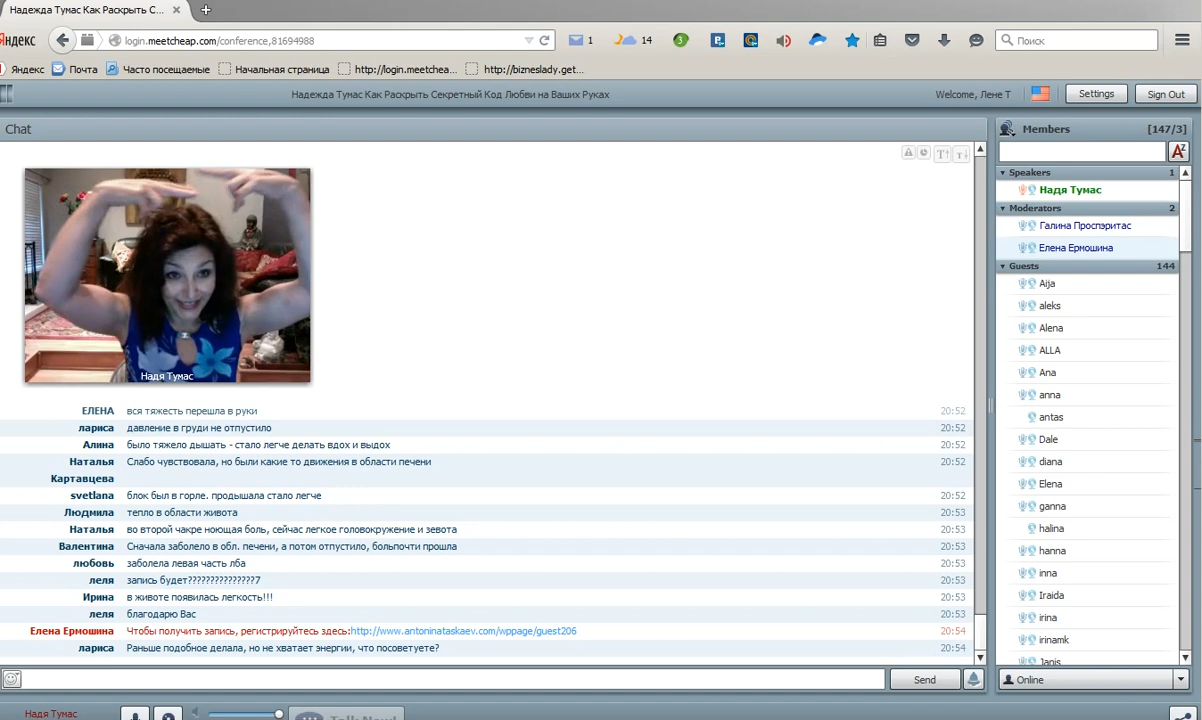 Надежда Тумас Как Раскрыть С...
Яндекс
login.meetcheap.com/conference,81694988
1
14
3
Поиск
Яндекс Почта Часто посещаемые Начальная страница http://login.meetchea... http://bizneslady.get...
Надежда Тумас Как Раскрыть Секретный Код Любви на Ваших Руках
Welcome, Лене Т
Settings
Sign Out
Chat
Надя Тумас
ЕЛЕНА вся тяжесть перешла в руки 20:52
лариса давление в груди не отпустило 20:52
Алина было тяжело дышать - стало легче делать вдох и выдох 20:52
Наталья Слабо чувствовала, но были какие то движения в области печени 20:52
Картавцева
svetlana блок был в горле. продышала стало легче 20:52
Людмила тепло в области живота 20:53
Наталья во второй чакре ноющая боль, сейчас легкое головокружение и зевота 20:53
Валентина Сначала заболело в обл. печени, а потом отпустило, больпочти прошла 20:53
любовь заболела левая часть лба 20:53
леля запись будет???????????????7 20:53
Ирина в животе появилась легкость!!! 20:53
леля благодарю Вас 20:53
Елена Ермошина Чтобы получить запись, регистрируйтесь здесь:http://www.antoninataskaev.com/wppage/guest206 20:54
лариса Раньше подобное делала, но не хватает энергии, что посоветуете? 20:54
Send
Надя Тумас
Talk Now!
Members [147/3]
Speakers 1
Надя Тумас
Moderators 2
Галина Проспэритас
Елена Ермошина
Guests 144
Aija
aleks
Alena
ALLA
Ana
anna
antas
Dale
diana
Elena
ganna
halina
hanna
inna
Iraida
irina
irinamk
Janis
Online